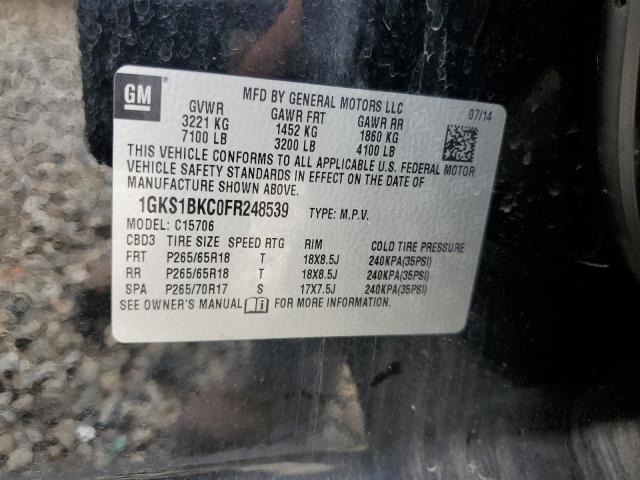 GM
MFD BY GENERAL MOTORS LLC
07/14
GVWR GAWR FRT GAWR RR
3221 KG 1452 KG 1860 KG
7100 LB 3200 LB 4100 LB
THIS VEHICLE CONFORMS TO ALL APPLICABLE U.S. FEDERAL MOTOR
VEHICLE SAFETY STANDARDS IN EFFECT ON THE DATE OF
MANUFACTURE SHOWN ABOVE.
1GKS1BKC0FR248539 TYPE: M.P.V.
MODEL: C15706
CBD3 TIRE SIZE SPEED RTG RIM COLD TIRE PRESSURE
FRT P265/65R18 T 18X8.5J 240KPA(35PSI)
RR P265/65R18 T 18X8.5J 240KPA(35PSI)
SPA P265/70R17 S 17X7.5J 240KPA(35PSI)
SEE OWNER'S MANUAL FOR MORE INFORMATION.